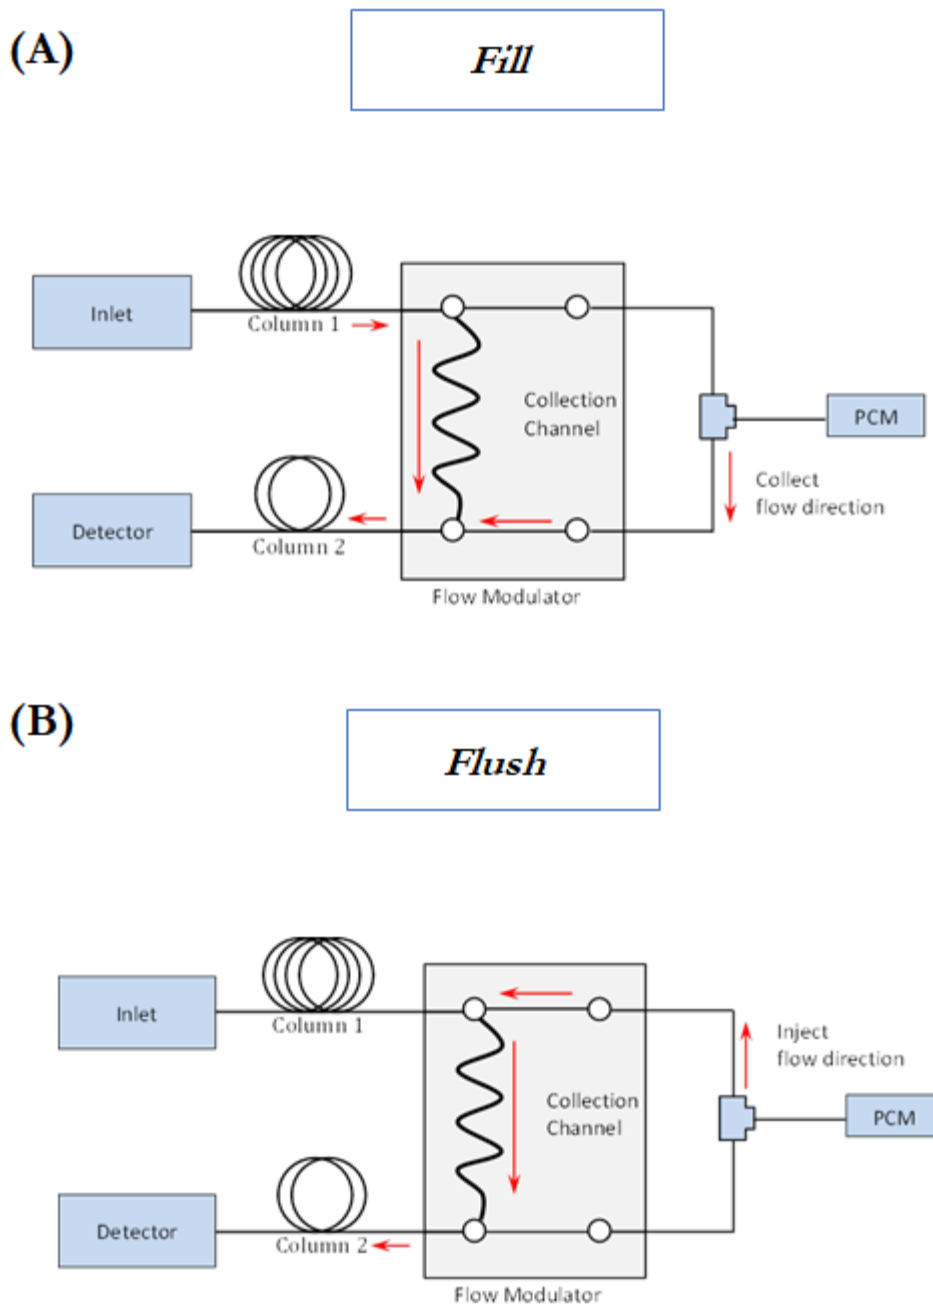 (A)
Fill
Inlet
Column 1
Collection
Channel
PCM
Collect
flow direction
Detector
Column 2
Flow Modulator
(B)
Flush
Inlet
Column 1
Inject
flow direction
Collection
Channel
PCM
Detector
Column 2
Flow Modulator